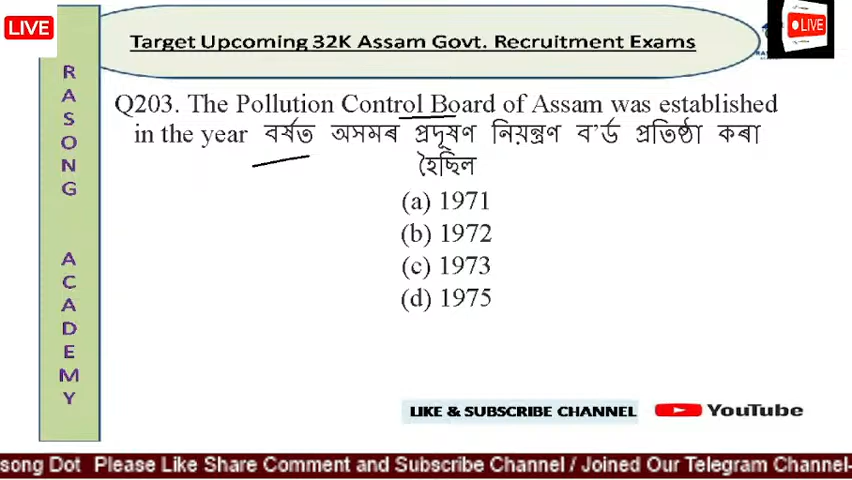 LIVE
LIVE
Target Upcoming 32K Assam Govt. Recruitment Exams
RASONG ACADEMY
Q203. The Pollution Control Board of Assam was established
in the year বৰ্ষত অসমৰ প্ৰদূষণ নিয়ন্ত্ৰণ ব'ৰ্ড প্ৰতিষ্ঠা কৰা
হৈছিল
(a) 1971
(b) 1972
(c) 1973
(d) 1975
LIKE & SUBSCRIBE CHANNEL YouTube
song Dot Please Like Share Comment and Subscribe Channel / Joined Our Telegram Channel-